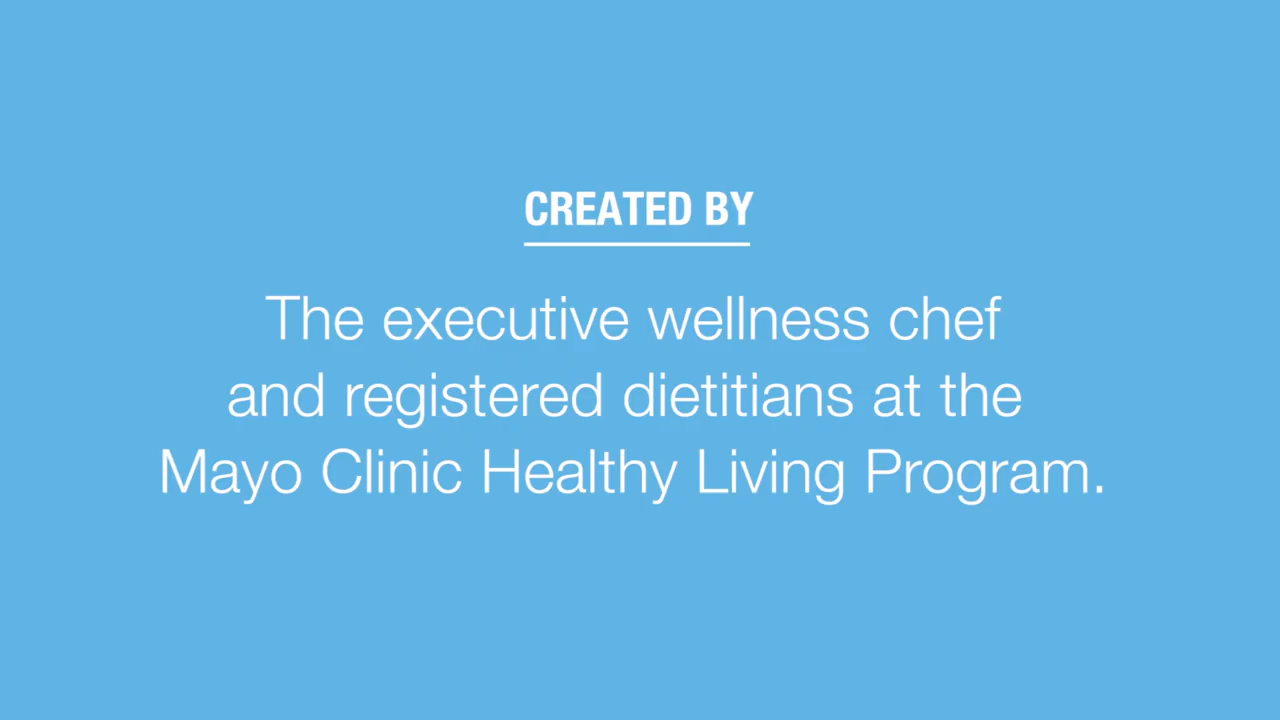 CREATED BY
The executive wellness chef
and registered dietitians at the
Mayo Clinic Healthy Living Program.